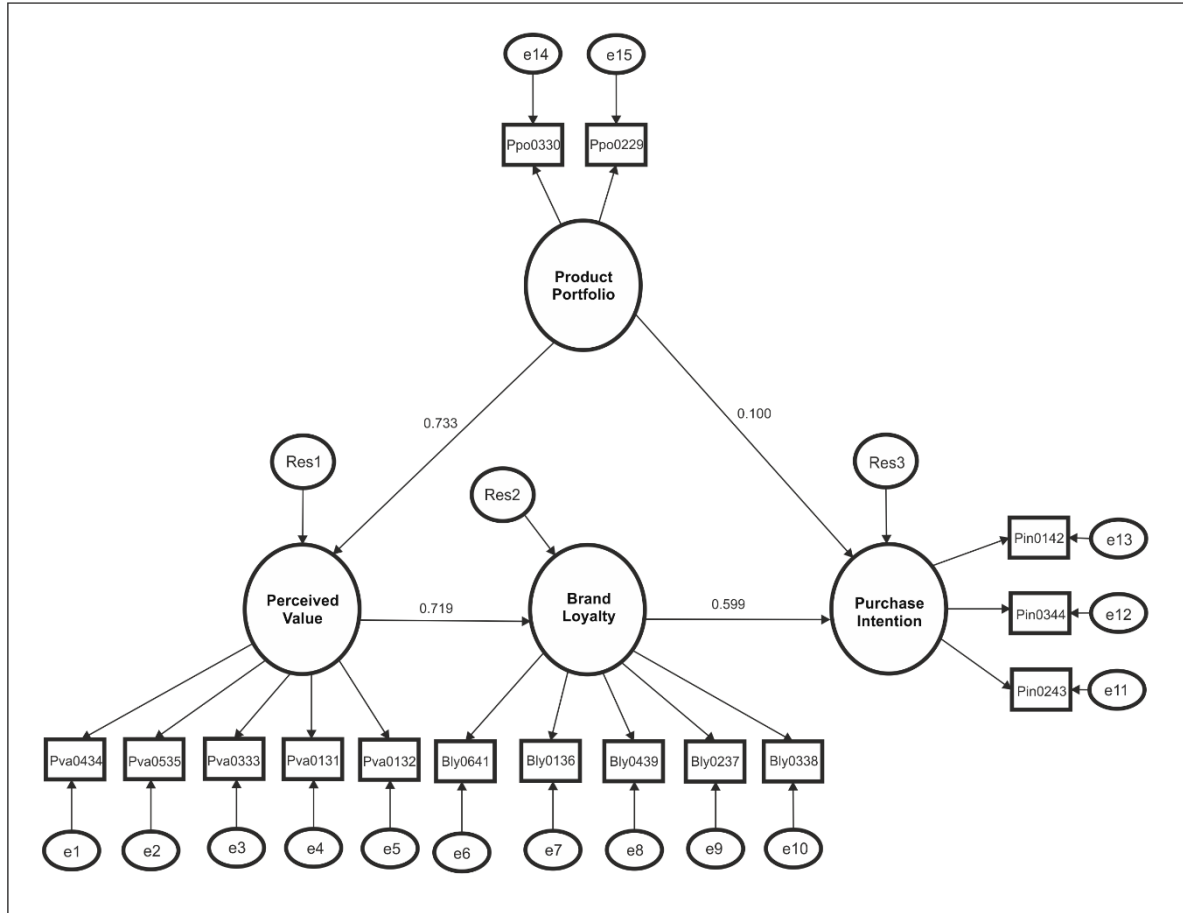 e14
e15
Ppo0330
Ppo0229
Product
Portfolio
0.733
0.100
Res1
Res2
Res3
Perceived
Value
0.719
Brand
Loyalty
0.599
Purchase
Intention
Pin0142
e13
Pin0344
e12
Pin0243
e11
Pva0434
Pva0535
Pva0333
Pva0131
Pva0132
Bly0641
Bly0136
Bly0439
Bly0237
Bly0338
e1
e2
e3
e4
e5
e6
e7
e8
e9
e10